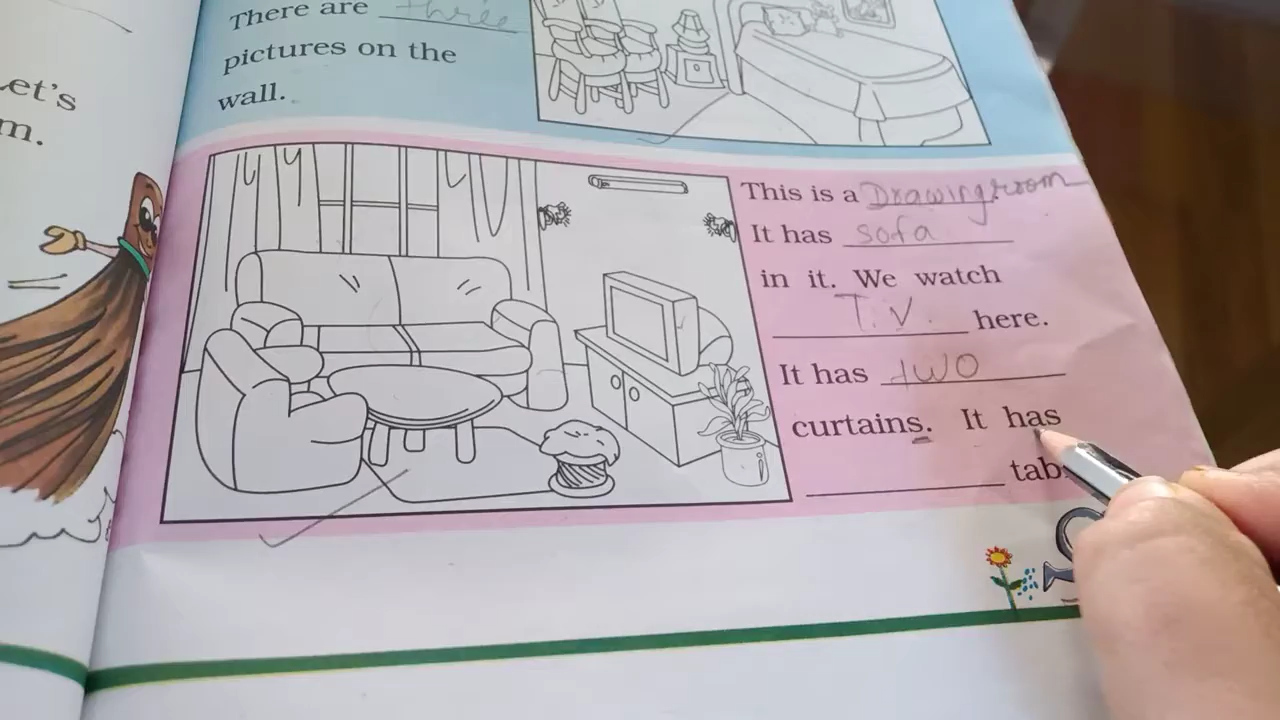 There are three
pictures on the
wall.
et's
m.
This is a Drawingroom
It has sofa
in it. We watch
T.V. here.
It has two
curtains. It has
tab